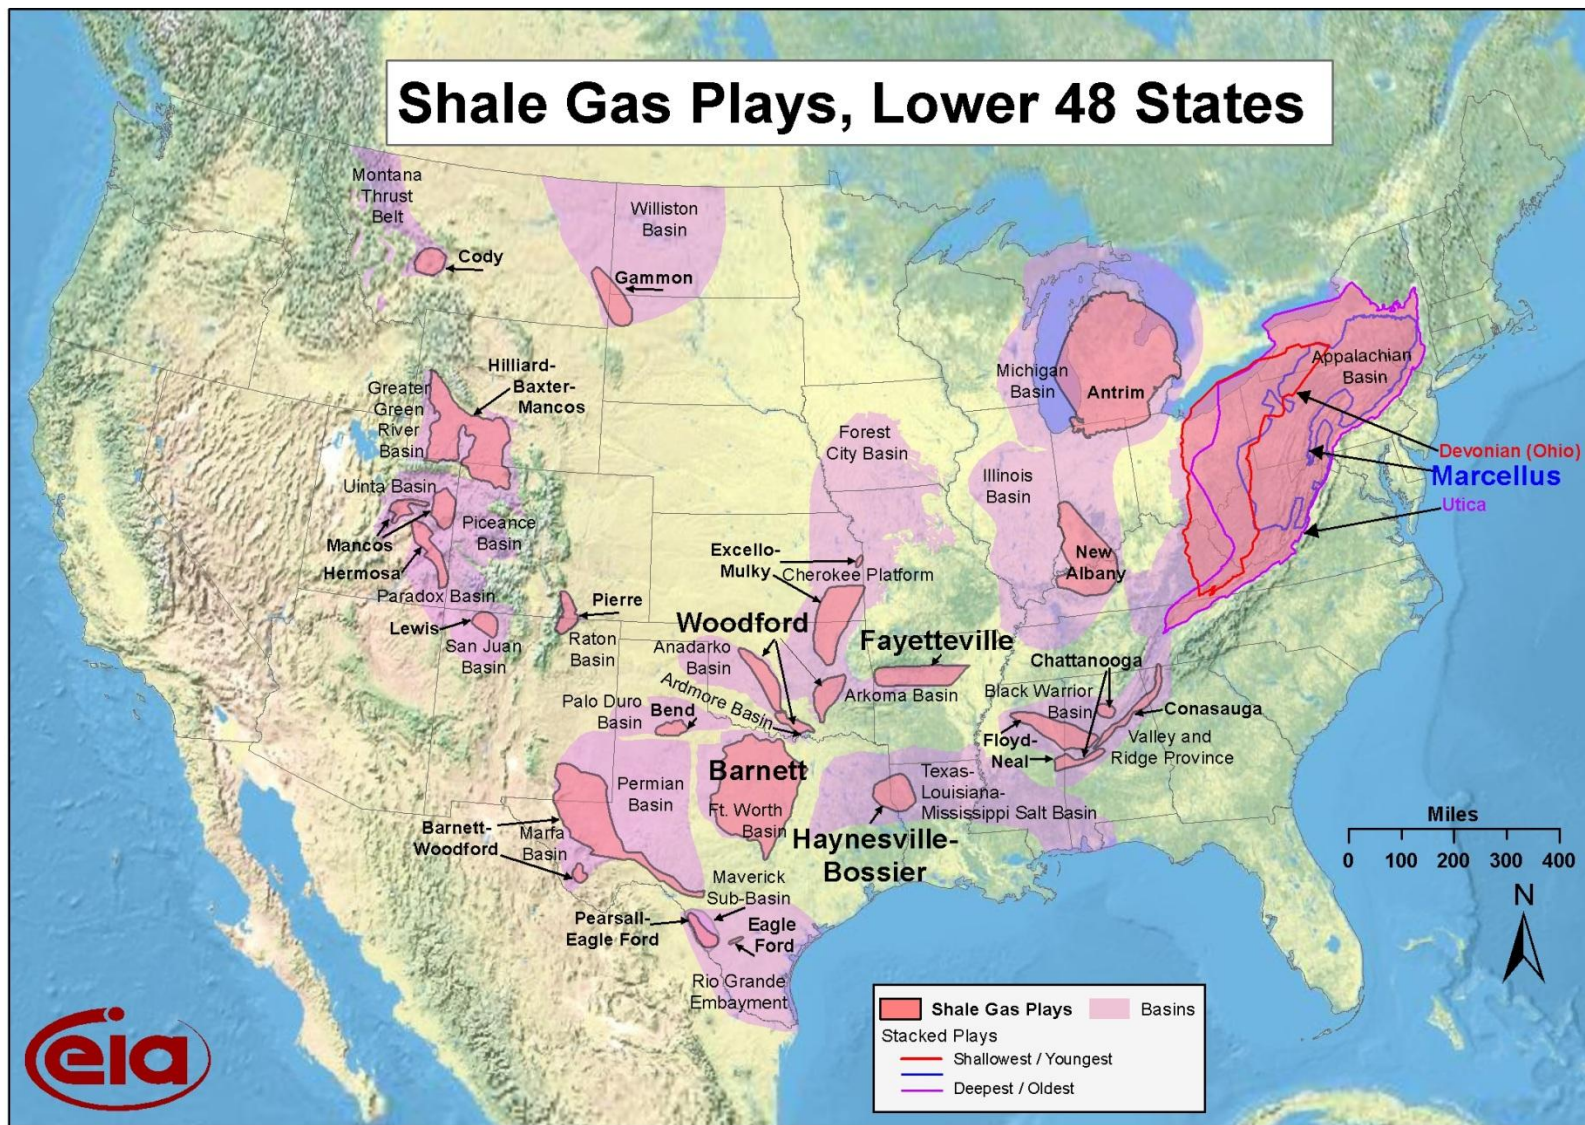 Shale Gas Plays, Lower 48 States
Montana
Thrust
Belt
Cody
Williston
Basin
Gammon
Hilliard-
Baxter-
Mancos
Greater
Green
River
Basin
Uinta Basin
Piceance
Basin
Mancos
Hermosa
Paradox Basin
Lewis
San Juan
Basin
Pierre
Raton
Basin
Michigan
Basin
Antrim
Appalachian
Basin
Devonian (Ohio)
Marcellus
Utica
Forest
City Basin
Illinois
Basin
New
Albany
Excello-
Mulky
Cherokee Platform
Woodford
Anadarko
Basin
Fayetteville
Arkoma Basin
Ardmore Basin
Palo Duro
Basin
Bend
Chattanooga
Black Warrior
Basin
Conasauga
Floyd-
Neal
Valley and
Ridge Province
Barnett
Ft. Worth
Basin
Permian
Basin
Barnett-
Woodford
Marfa
Basin
Texas-
Louisiana-
Mississippi Salt Basin
Haynesville-
Bossier
Maverick
Sub-Basin
Pearsall-
Eagle Ford
Eagle
Ford
Rio Grande
Embayment
Miles
0 100 200 300 400
N
Shale Gas Plays
Basins
Stacked Plays
Shallowest / Youngest
Deepest / Oldest
eia